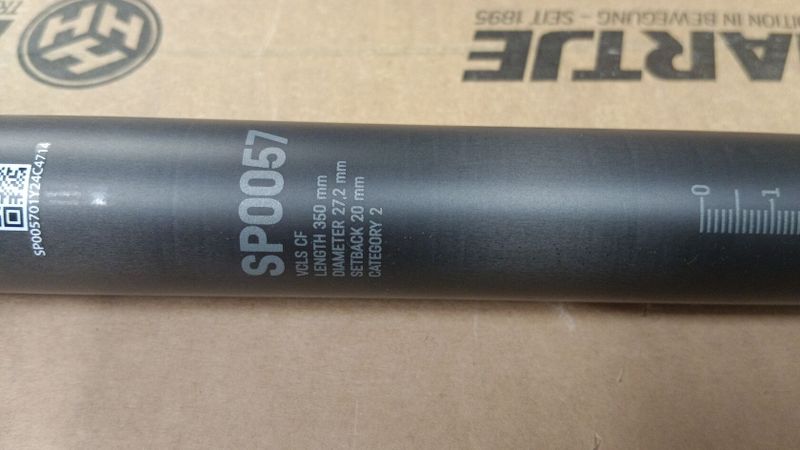 DITION IN BEWEGUNG – SEIT 1895
ARTJE
SP005701Y24C4714
SP0057
VCLS CF
LENGTH 350 mm
DIAMETER 27,2 mm
SETBACK 20 mm
CATEGORY 2
0
1